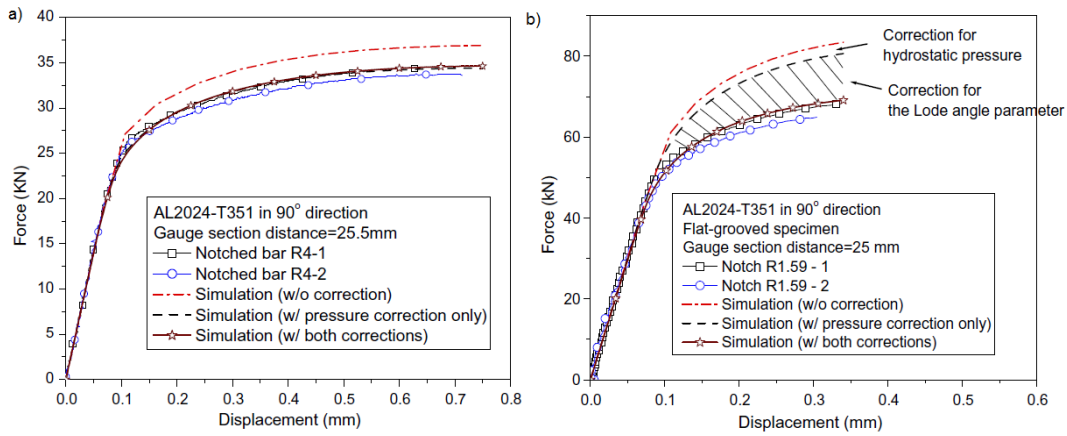 a)
40
35
30
25
20
15
10
5
0
Force (KN)
AL2024-T351 in 90° direction
Gauge section distance=25.5mm
Notched bar R4-1
Notched bar R4-2
Simulation (w/o correction)
Simulation (w/ pressure correction only)
Simulation (w/ both corrections)
0.0 0.1 0.2 0.3 0.4 0.5 0.6 0.7 0.8
Displacement (mm)
b)
80
60
40
20
0
Force (kN)
Correction for
hydrostatic pressure
Correction for
the Lode angle parameter
AL2024-T351 in 90° direction
Flat-grooved specimen
Gauge section distance=25 mm
Notch R1.59 - 1
Notch R1.59 - 2
Simulation (w/o correction)
Simulation (w/ pressure correction only)
Simulation (w/ both corrections)
0.0 0.1 0.2 0.3 0.4 0.5 0.6
Displacement (mm)